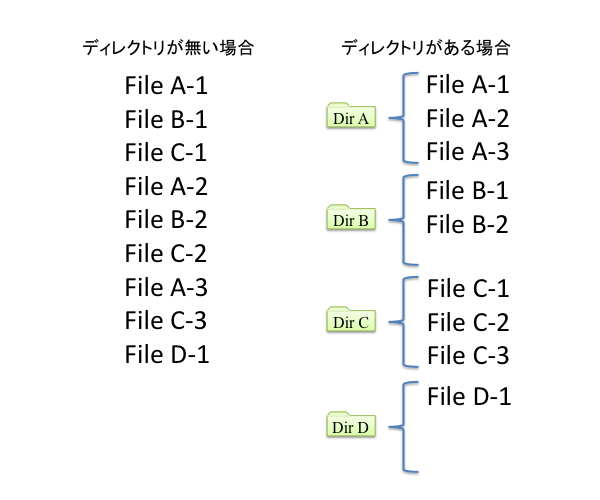 ディレクトリが無い場合
File A-1
File B-1
File C-1
File A-2
File B-2
File C-2
File A-3
File C-3
File D-1
ディレクトリがある場合
Dir A
File A-1
File A-2
File A-3
Dir B
File B-1
File B-2
Dir C
File C-1
File C-2
File C-3
Dir D
File D-1